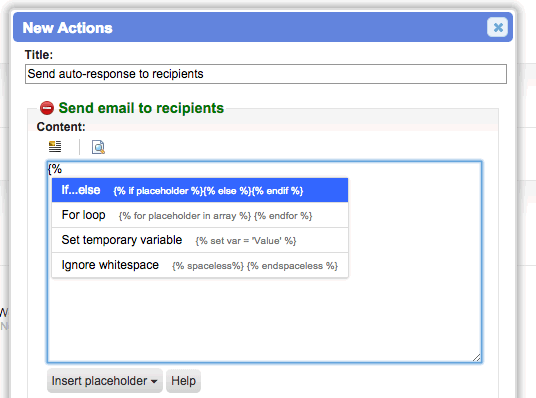 New Actions
Title:
Send auto-response to recipients
Send email to recipients
Content:
{%
If...else {% if placeholder %}{% else %}{% endif %}
For loop {% for placeholder in array %} {% endfor %}
Set temporary variable {% set var = 'Value' %}
Ignore whitespace {% spaceless%} {% endspaceless %}
Insert placeholder
Help